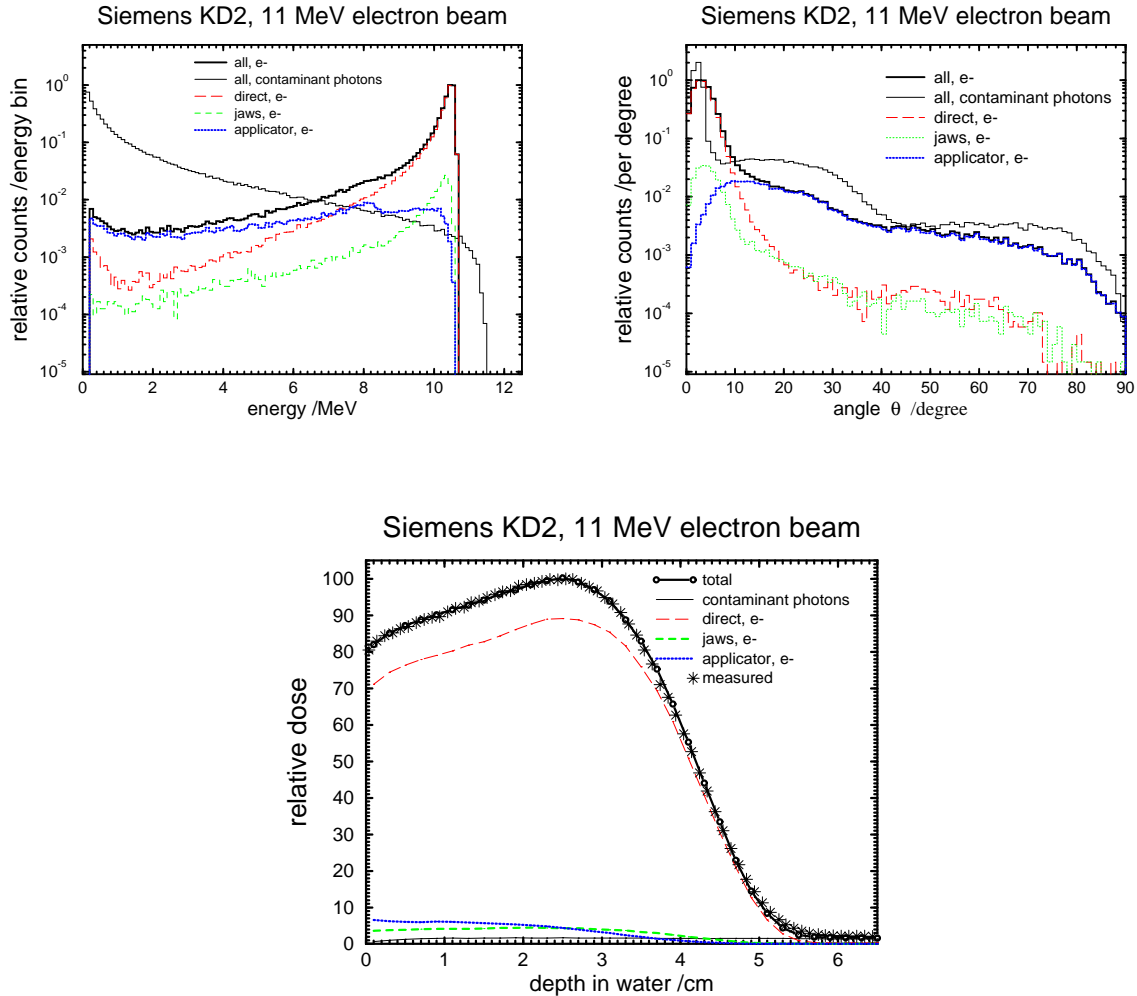 Siemens KD2, 11 MeV electron beam
relative counts /energy bin
10⁰
10⁻¹
10⁻²
10⁻³
10⁻⁴
10⁻⁵
all, e-
all, contaminant photons
direct, e-
jaws, e-
applicator, e-
0 2 4 6 8 10 12
energy /MeV
Siemens KD2, 11 MeV electron beam
relative counts /per degree
10⁰
10⁻¹
10⁻²
10⁻³
10⁻⁴
10⁻⁵
all, e-
all, contaminant photons
direct, e-
jaws, e-
applicator, e-
0 10 20 30 40 50 60 70 80 90
angle θ /degree
Siemens KD2, 11 MeV electron beam
relative dose
100
90
80
70
60
50
40
30
20
10
0
total
contaminant photons
direct, e-
jaws, e-
applicator, e-
measured
0 1 2 3 4 5 6
depth in water /cm